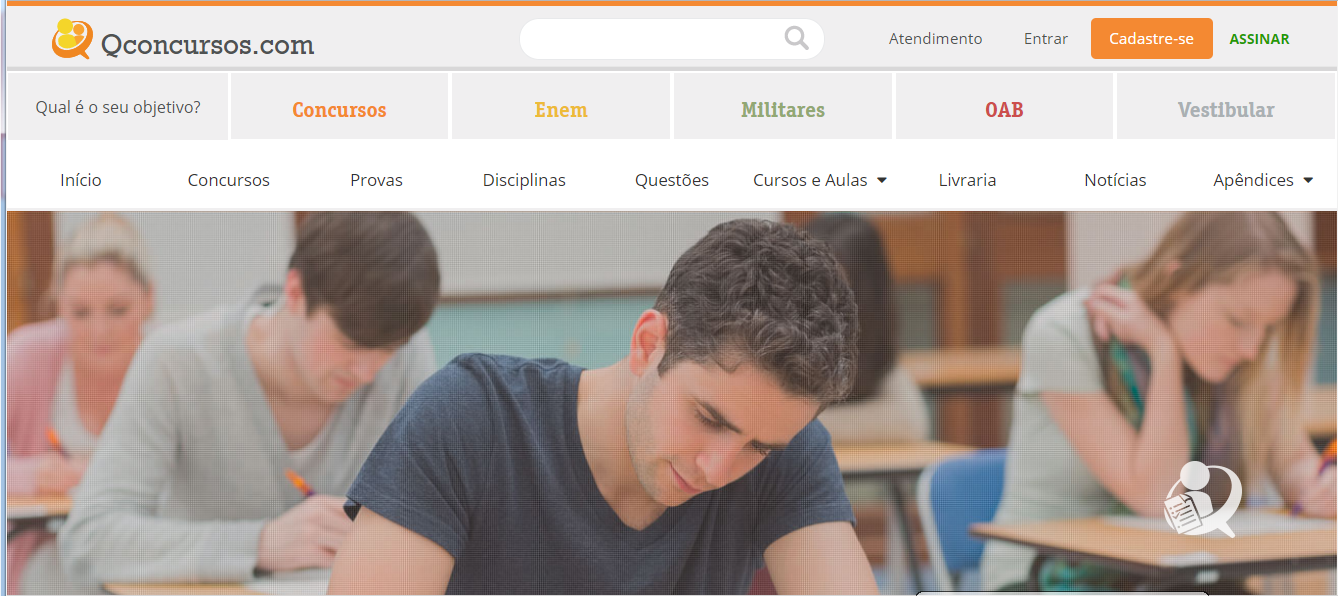 Qconcursos.com
Atendimento Entrar Cadastre-se ASSINAR
Qual é o seu objetivo? Concursos Enem Militares OAB Vestibular
Início Concursos Provas Disciplinas Questões Cursos e Aulas Livraria Notícias Apêndices